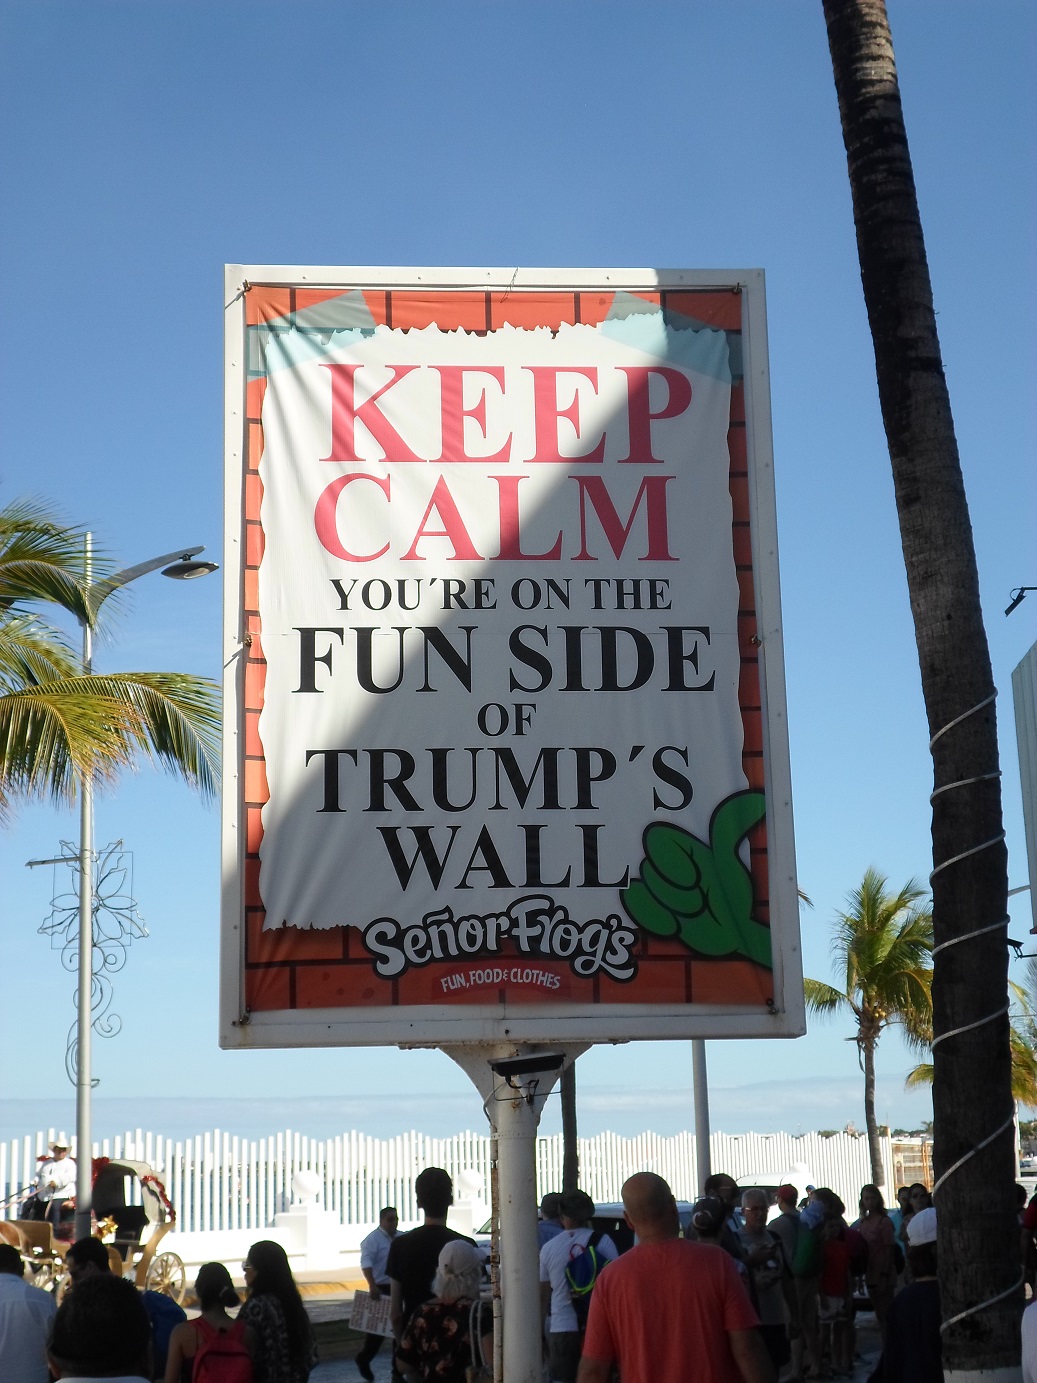 KEEP
CALM
YOU´RE ON THE
FUN SIDE
OF
TRUMP´S
WALL
Señor Frog's
FUN, FOOD & CLOTHES